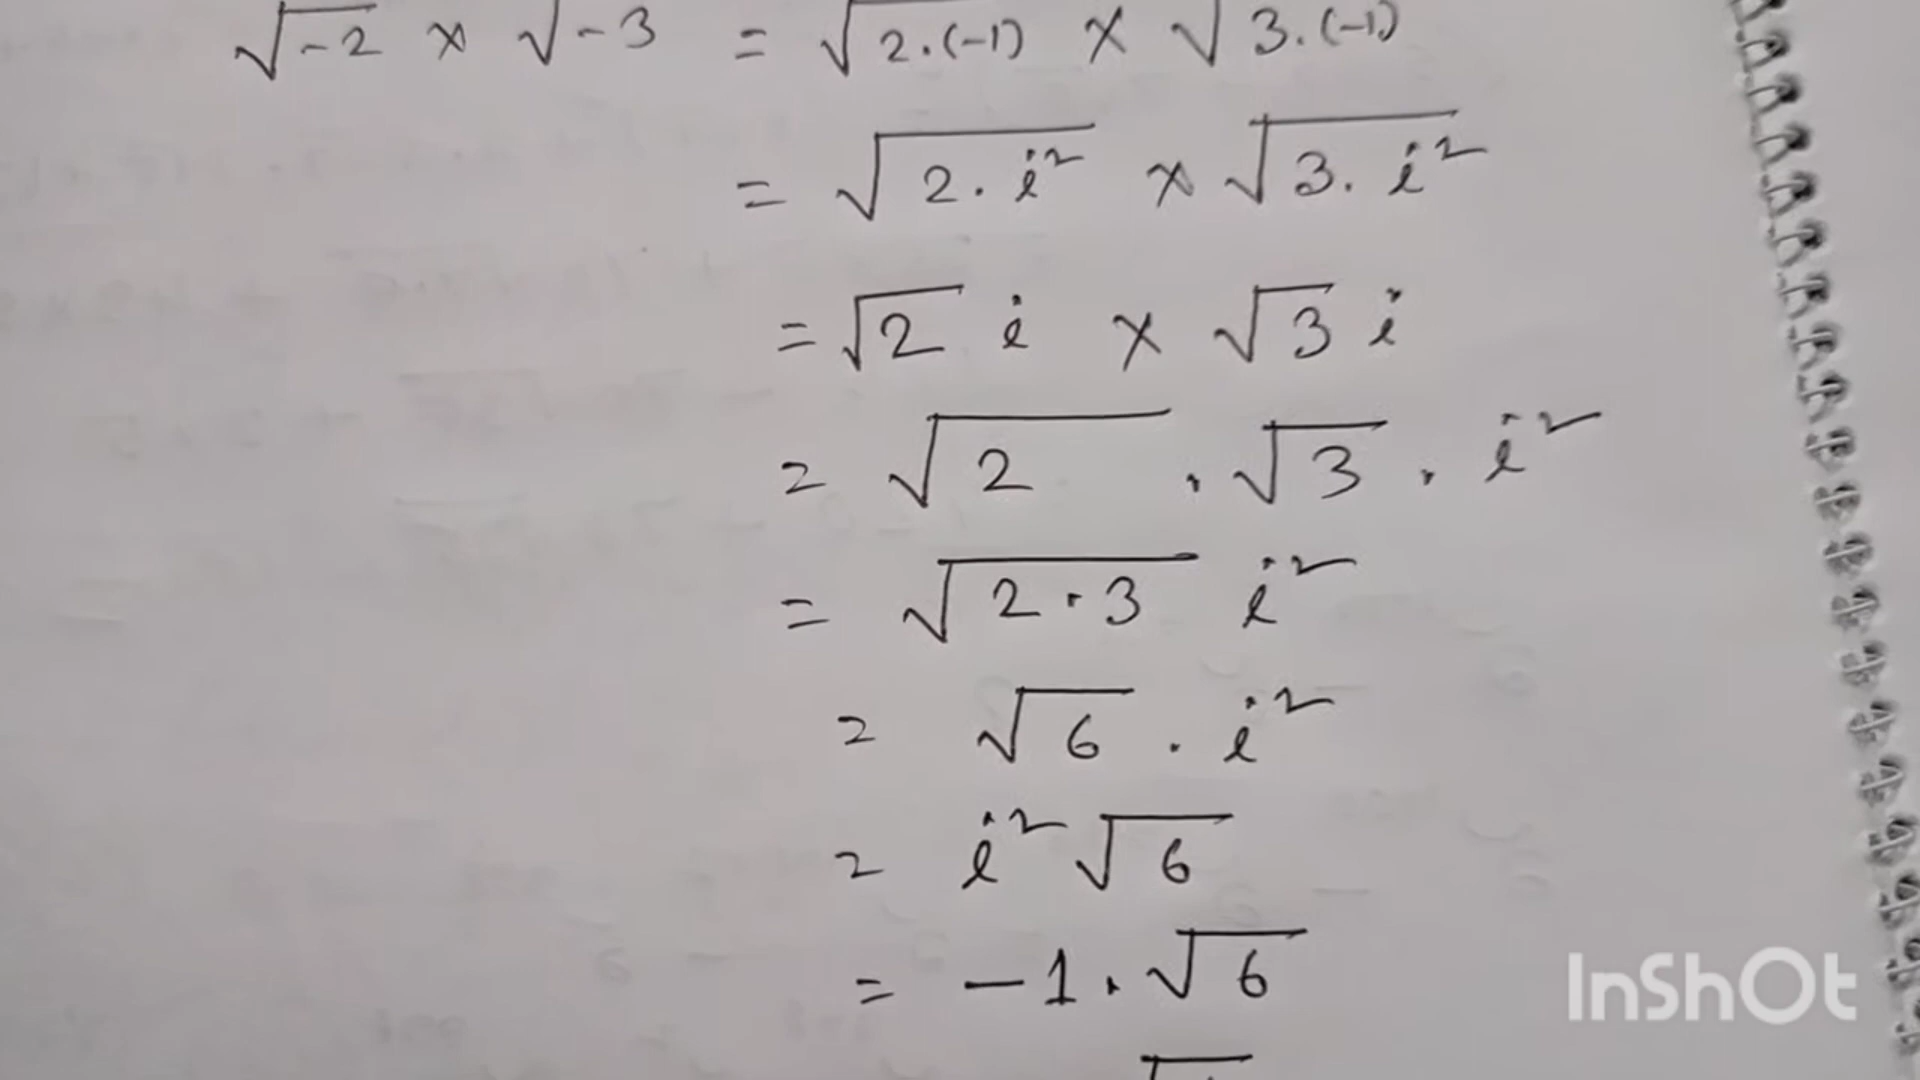 √-2 × √-3 = √2.(-1) × √3.(-1)
= √2.i² × √3.i²
= √2 i × √3 i
= √2 . √3 . i²
= √2.3 i²
= √6 . i²
= i² √6
= -1 . √6
InShOt